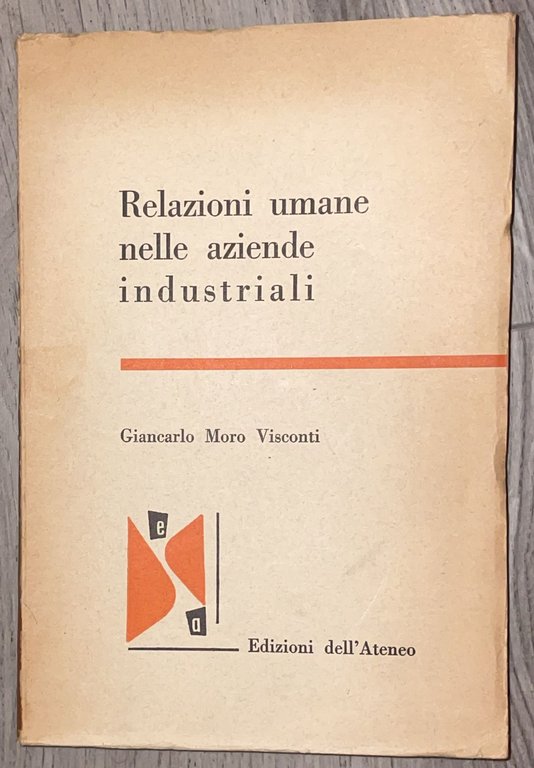 Relazioni umane
nelle aziende
industriali
Giancarlo Moro Visconti
e
a
Edizioni dell'Ateneo